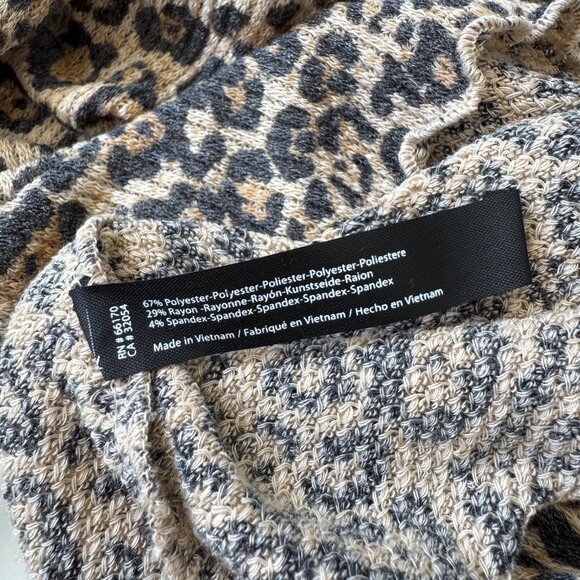 67% Polyester-Polyester-Poliester-Polyester-Poliestere
29% Rayon-Rayonne-Rayón-Kunstseide-Raion
4% Spandex-Spandex-Spandex-Spandex-Spandex
Made in Vietnam / Fabriqué en Vietnam / Hecho en Vietnam
RN # 66170
CA # 32054